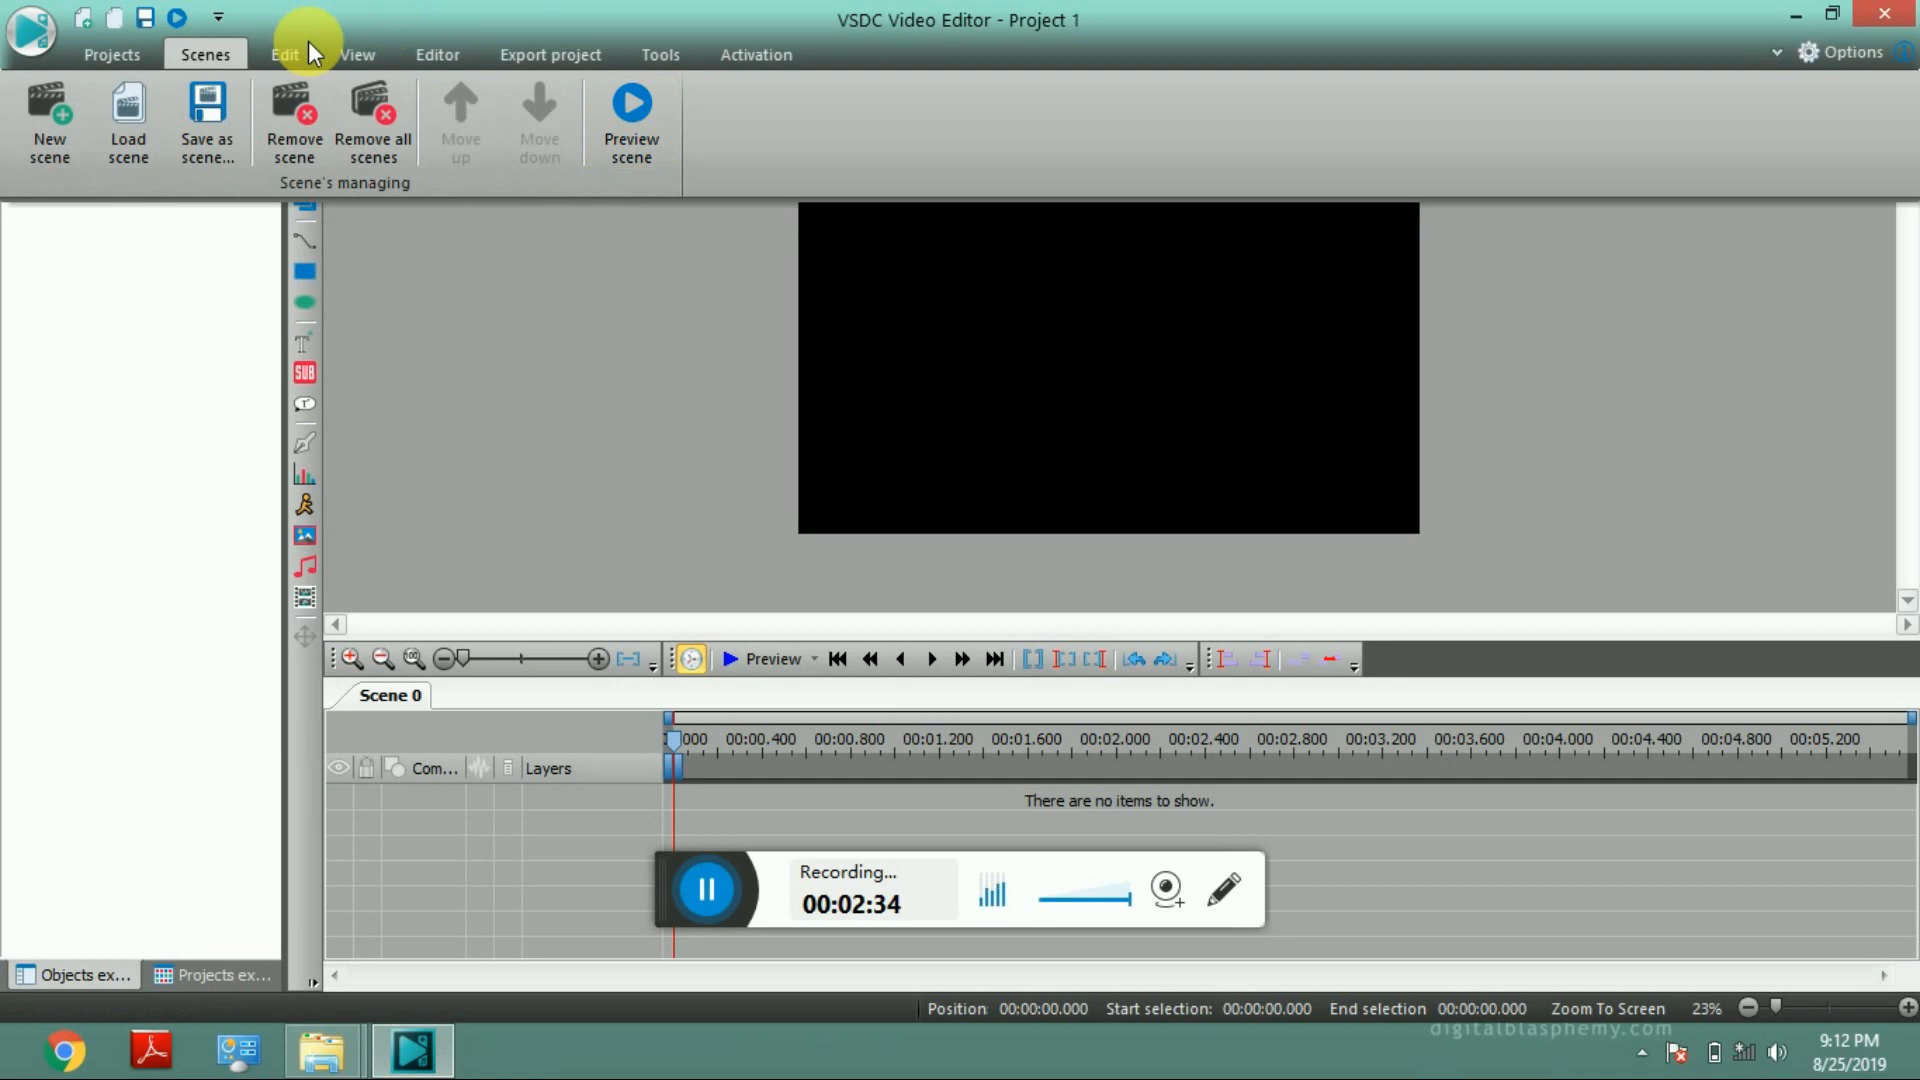 VSDC Video Editor - Project 1
Projects Scenes Edit View Editor Export project Tools Activation Options
New scene
Load scene
Save as scene...
Remove scene
Remove all scenes
Move up
Move down
Preview scene
Scene's managing
T
SUB
T
Preview
Scene 0
000 00:00.400 00:00.800 00:01.200 00:01.600 00:02.000 00:02.400 00:02.800 00:03.200 00:03.600 00:04.000 00:04.400 00:04.800 00:05.200
Com... Layers
There are no items to show.
Recording...
00:02:34
Objects ex... Projects ex...
Position: 00:00:00.000 Start selection: 00:00:00.000 End selection 00:00:00.000 Zoom To Screen 23%
digitalblasphemy.com
9:12 PM
8/25/2019